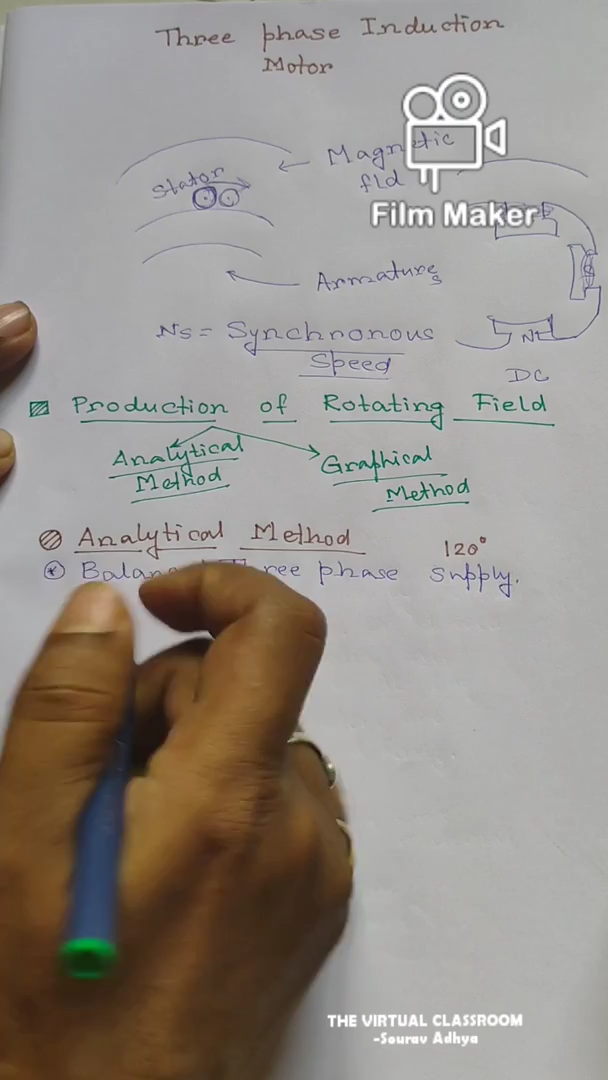 Three phase Induction
Motor
Magnetic
fld
Stator
Film Maker
Armature
Ns = Synchronous
Speed
N
DC
Production of Rotating Field
Analytical
Method
Graphical
Method
Analytical Method
120°
Three phase Supply.
THE VIRTUAL CLASSROOM
-Sourav Adhya